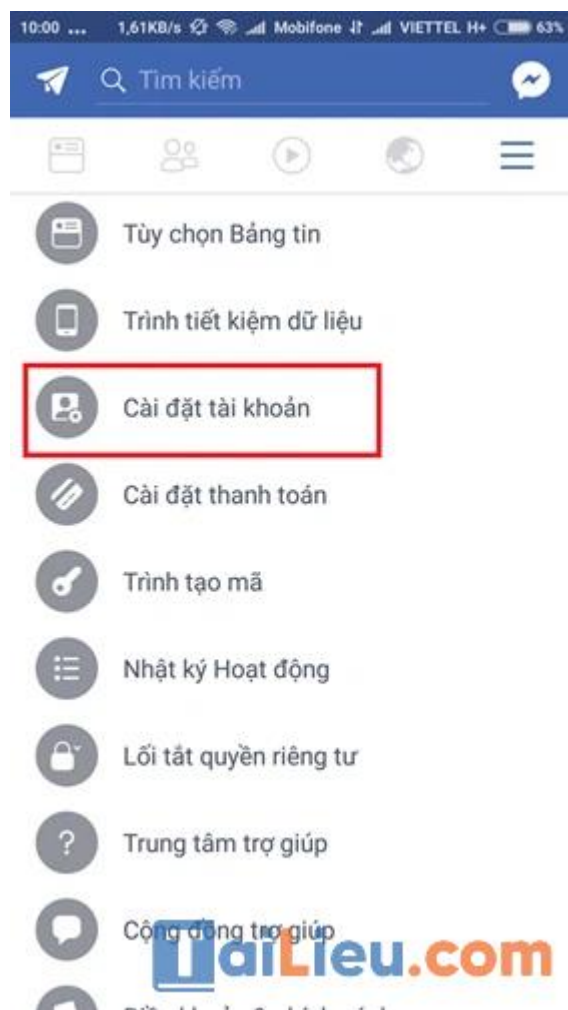 10:00 ... 1,61KB/s Mobifone VIETTEL H+ 63%
Tìm kiếm
Tùy chọn Bảng tin
Trình tiết kiệm dữ liệu
Cài đặt tài khoản
Cài đặt thanh toán
Trình tạo mã
Nhật ký Hoạt động
Lối tắt quyền riêng tư
Trung tâm trợ giúp
Cộng đồng trợ giúp
TaiLieu.com